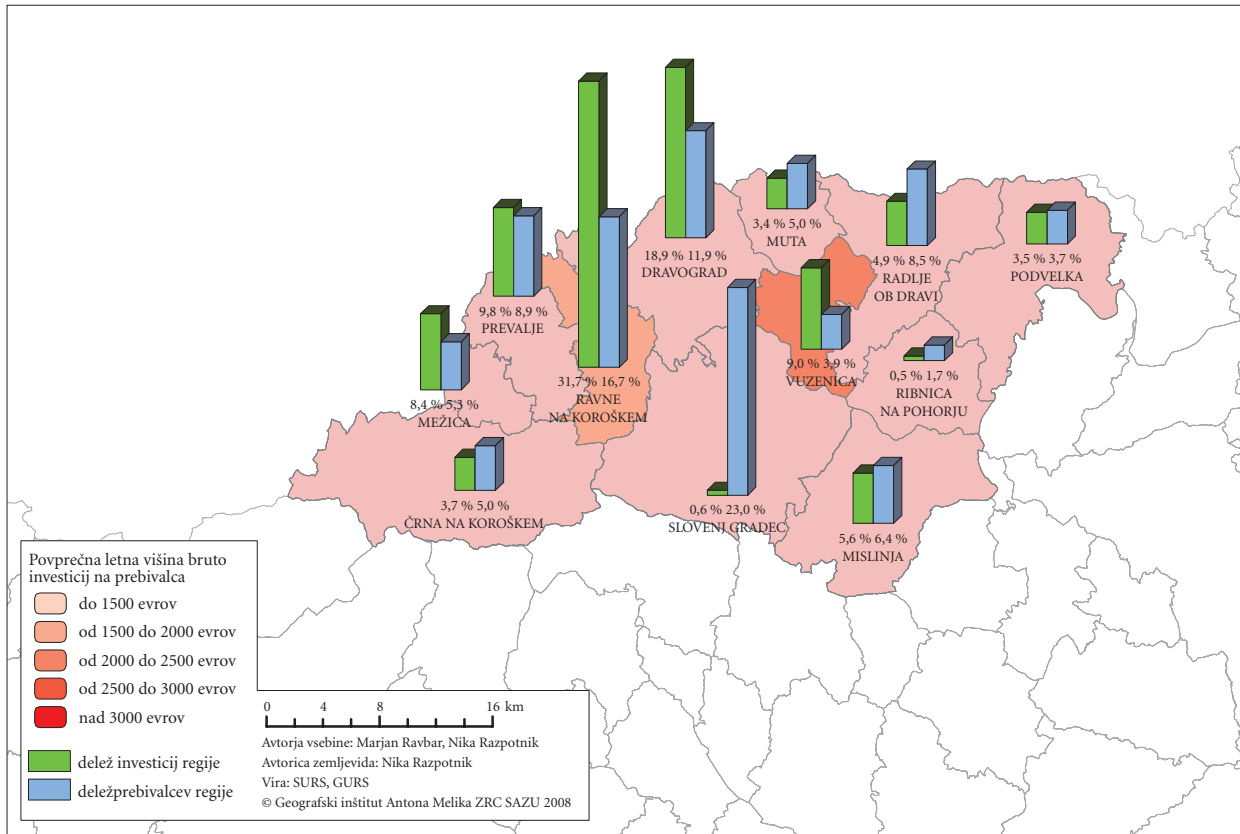 18,9 % 11,9 %
DRAVOGRAD
3,4 % 5,0 %
MUTA
4,9 % 8,5 %
RADLJE
OB DRAVI
3,5 % 3,7 %
PODVELKA
9,8 % 8,9 %
PREVALJE
31,7 % 16,7 %
RAVNE
NA KOROŠKEM
9,0 % 3,9 %
VUZENICA
0,5 % 1,7 %
RIBNICA
NA POHORJU
8,4 % 5,3 %
MEŽICA
3,7 % 5,0 %
ČRNA NA KOROŠKEM
0,6 % 23,0 %
SLOVENJ GRADEC
5,6 % 6,4 %
MISLINJA
Povprečna letna višina bruto
investicij na prebivalca
do 1500 evrov
od 1500 do 2000 evrov
od 2000 do 2500 evrov
od 2500 do 3000 evrov
nad 3000 evrov
delež investicij regije
deležprebivalcev regije
0 4 8 16 km
Avtorja vsebine: Marjan Ravbar, Nika Razpotnik
Avtorica zemljevida: Nika Razpotnik
Vira: SURS, GURS
© Geografski inštitut Antona Melika ZRC SAZU 2008